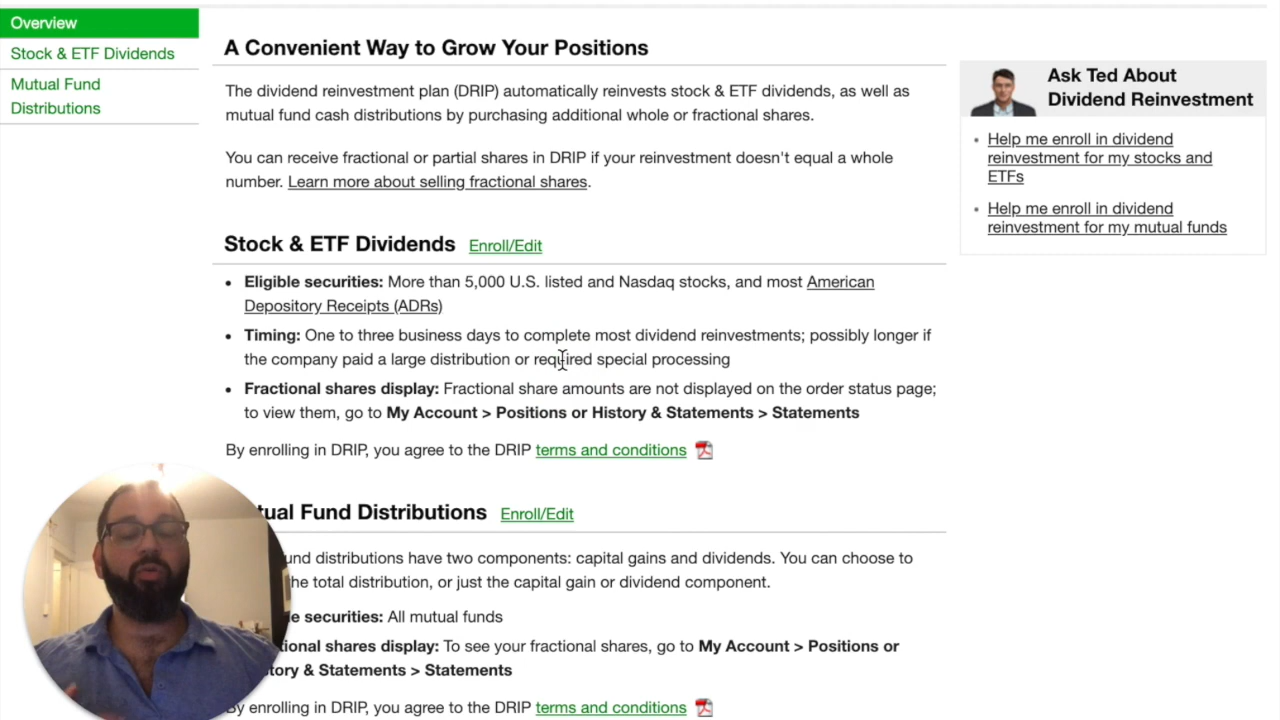 Overview
Stock & ETF Dividends
Mutual Fund
Distributions
A Convenient Way to Grow Your Positions
The dividend reinvestment plan (DRIP) automatically reinvests stock & ETF dividends, as well as
mutual fund cash distributions by purchasing additional whole or fractional shares.
You can receive fractional or partial shares in DRIP if your reinvestment doesn't equal a whole
number. Learn more about selling fractional shares.
Stock & ETF Dividends Enroll/Edit
• Eligible securities: More than 5,000 U.S. listed and Nasdaq stocks, and most American
Depository Receipts (ADRs)
• Timing: One to three business days to complete most dividend reinvestments; possibly longer if
the company paid a large distribution or required special processing
• Fractional shares display: Fractional share amounts are not displayed on the order status page;
to view them, go to My Account > Positions or History & Statements > Statements
By enrolling in DRIP, you agree to the DRIP terms and conditions
tual Fund Distributions Enroll/Edit
und distributions have two components: capital gains and dividends. You can choose to
the total distribution, or just the capital gain or dividend component.
e securities: All mutual funds
tional shares display: To see your fractional shares, go to My Account > Positions or
tory & Statements > Statements
By enrolling in DRIP, you agree to the DRIP terms and conditions
Ask Ted About
Dividend Reinvestment
• Help me enroll in dividend
reinvestment for my stocks and
ETFs
• Help me enroll in dividend
reinvestment for my mutual funds